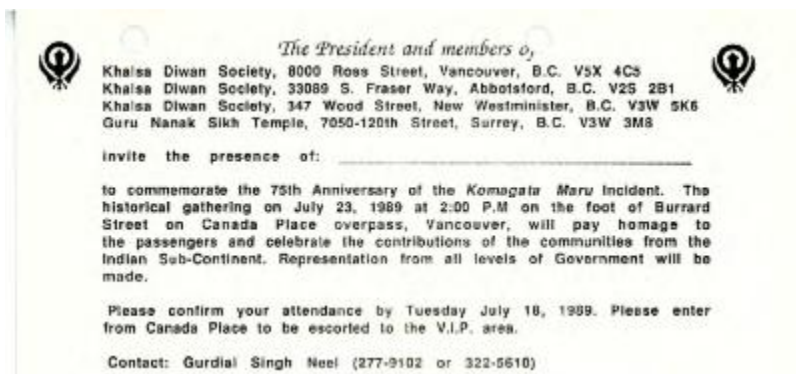 The President and members o,
Khalsa Diwan Society, 8000 Ross Street, Vancouver, B.C. V5X 4C5
Khalsa Diwan Society, 33089 S. Fraser Way, Abbotsford, B.C. V2S 2B1
Khalsa Diwan Society, 347 Wood Street, New Westminister, B.C. V3W 5K6
Guru Nanak Sikh Temple, 7050-120th Street, Surrey, B.C. V3W 3M8
invite the presence of:
to commemorate the 75th Anniversary of the Komagata Maru Incident. The
historical gathering on July 23, 1989 at 2:00 P.M on the foot of Burrard
Street on Canada Place overpass, Vancouver, will pay homage to
the passengers and celebrate the contributions of the communities from the
Indian Sub-Continent. Representation from all levels of Government will be
made.
Please confirm your attendance by Tuesday July 18, 1989. Please enter
from Canada Place to be escorted to the V.I.P. area.
Contact: Gurdial Singh Neel (277-9102 or 322-5610)